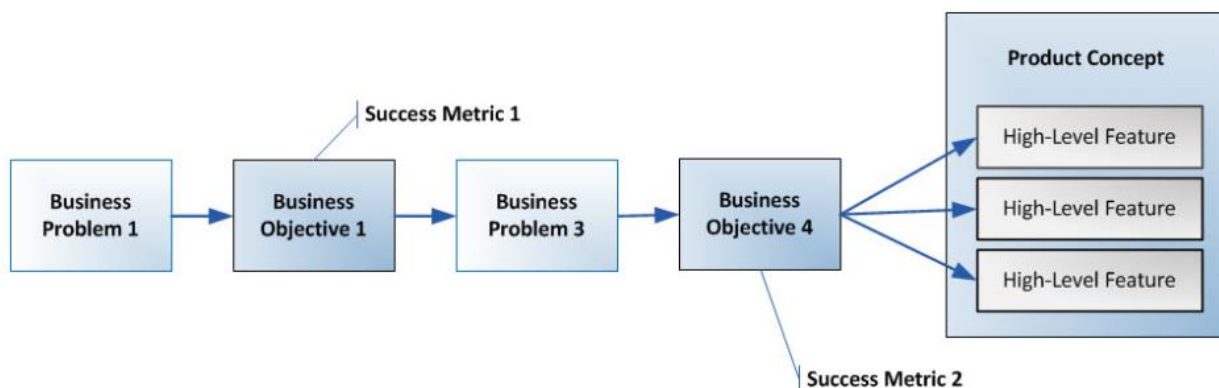 Product Concept
Success Metric 1
High-Level Feature
Business
Problem 1
Business
Objective 1
Business
Problem 3
Business
Objective 4
High-Level Feature
High-Level Feature
Success Metric 2